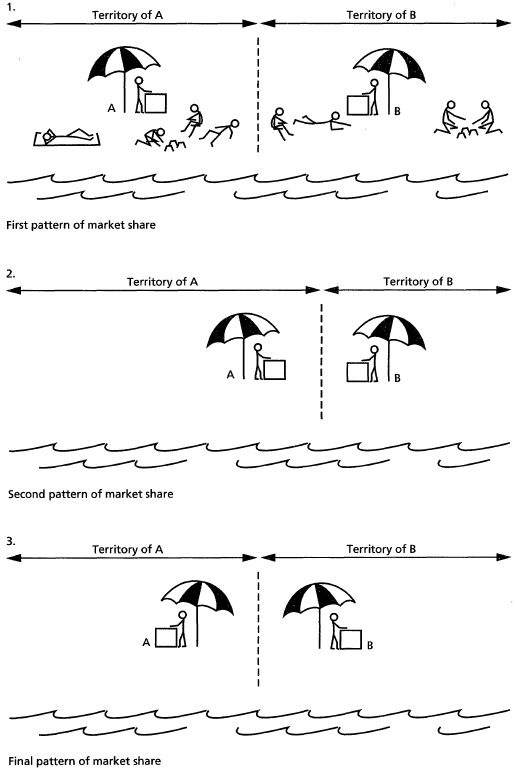 1.
Territory of A
Territory of B
A
B
First pattern of market share
2.
Territory of A
Territory of B
A
B
Second pattern of market share
3.
Territory of A
Territory of B
A
B
Final pattern of market share